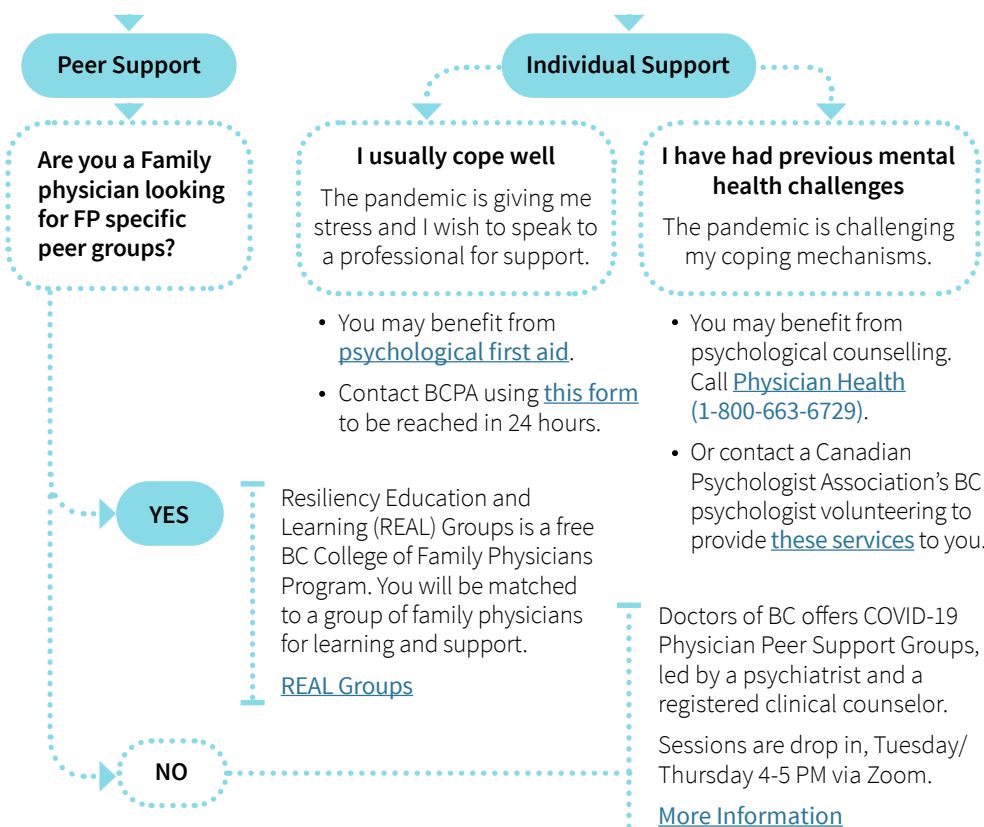 Peer Support
Are you a Family
physician looking
for FP specific
peer groups?
Individual Support
I usually cope well
The pandemic is giving me
stress and I wish to speak to
a professional for support.
• You may benefit from
psychological first aid.
• Contact BCPA using this form
to be reached in 24 hours.
I have had previous mental
health challenges
The pandemic is challenging
my coping mechanisms.
• You may benefit from
psychological counselling.
Call Physician Health
(1-800-663-6729).
• Or contact a Canadian
Psychologist Association’s BC
psychologist volunteering to
provide these services to you.
YES
Resiliency Education and
Learning (REAL) Groups is a free
BC College of Family Physicians
Program. You will be matched
to a group of family physicians
for learning and support.
REAL Groups
NO
Doctors of BC offers COVID-19
Physician Peer Support Groups,
led by a psychiatrist and a
registered clinical counselor.
Sessions are drop in, Tuesday/
Thursday 4-5 PM via Zoom.
More Information